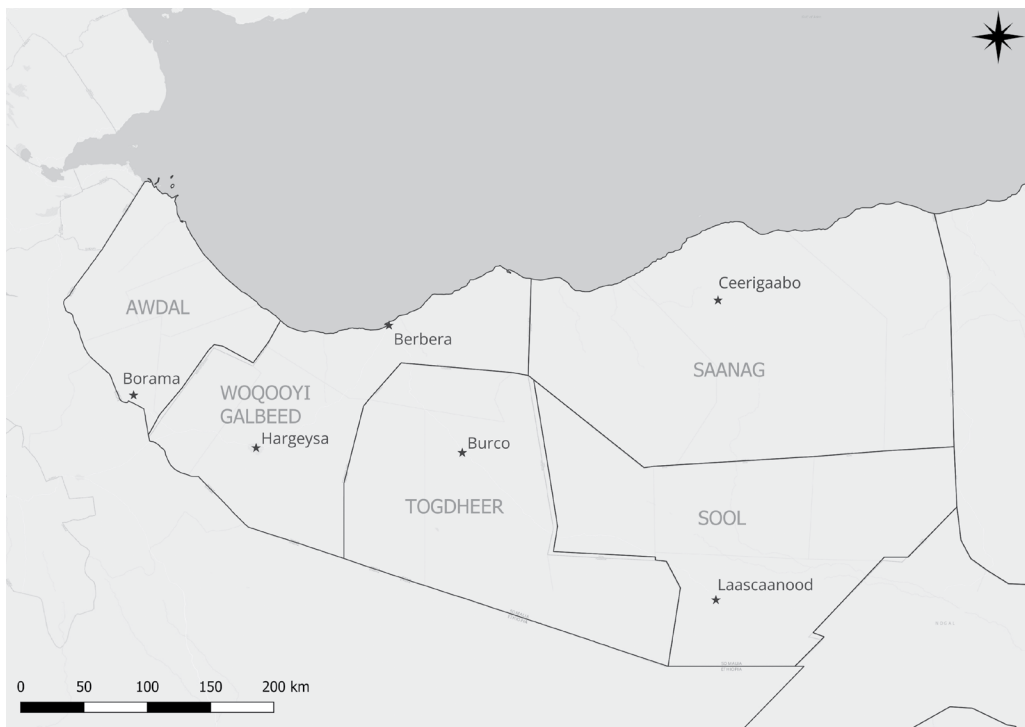 Ceerigaabo
AWDAL
Berbera
SAANAG
Borama
WOQOOYI
GALBEED
Hargeysa
Burco
TOGDHEER
SOOL
Laascaanood
0 50 100 150 200 km